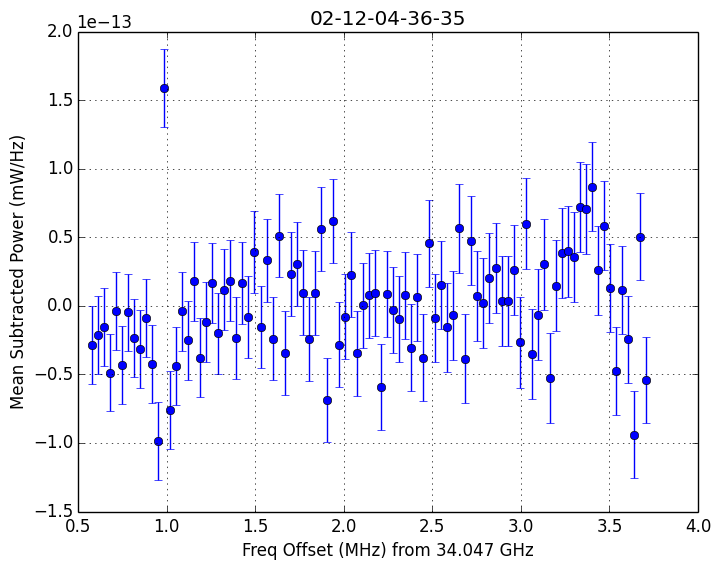 02-12-04-36-35
1e−13
2.0
1.5
1.0
0.5
0.0
−0.5
−1.0
−1.5
Mean Subtracted Power (mW/Hz)
0.5 1.0 1.5 2.0 2.5 3.0 3.5 4.0
Freq Offset (MHz) from 34.047 GHz